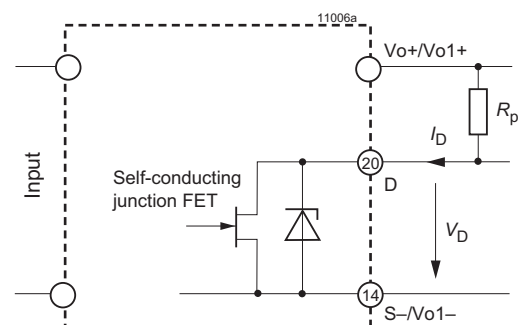 11006a
Vo+/Vo1+
Rp
ID
Input
20
D
Self-conducting
junction FET
VD
14
S–/Vo1–